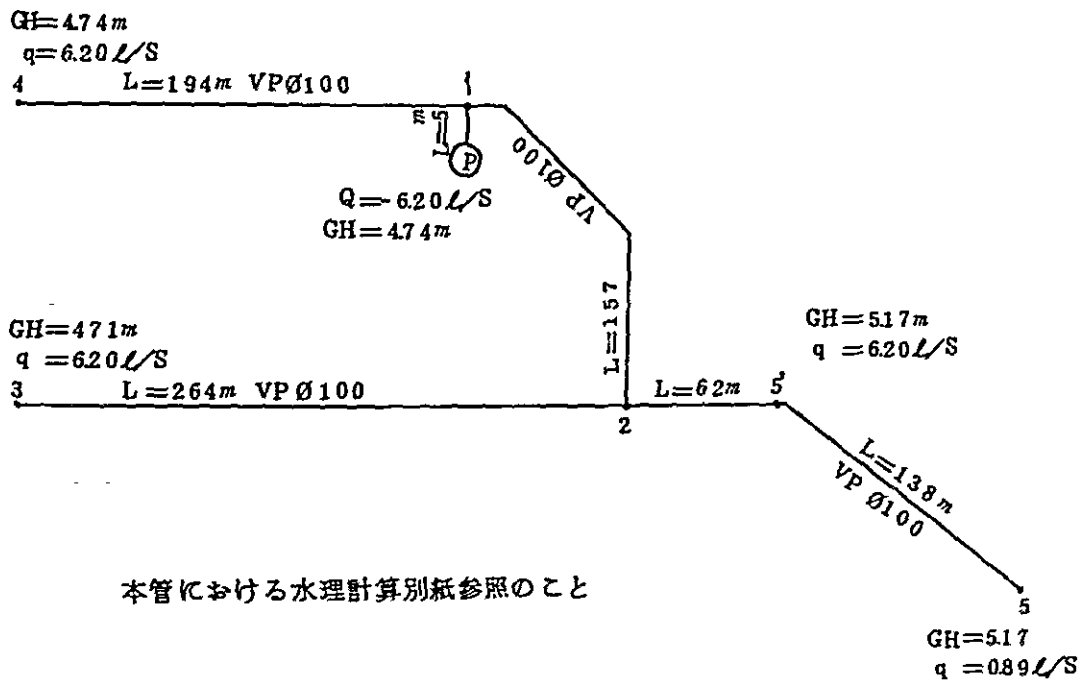 GH=4.74m
q=6.20ℓ/S
4
L=194m VPØ100
1
L=5m
P
VP Ø100
Q=-6.20ℓ/S
GH=4.74m
L=157
GH=4.71m
q =6.20ℓ/S
3
L=264m VPØ100
2
L=62m
GH=5.17m
q =6.20ℓ/S
5'
L=138m
VP Ø100
5
GH=5.17
q =0.89ℓ/S
本管における水理計算別紙参照のこと